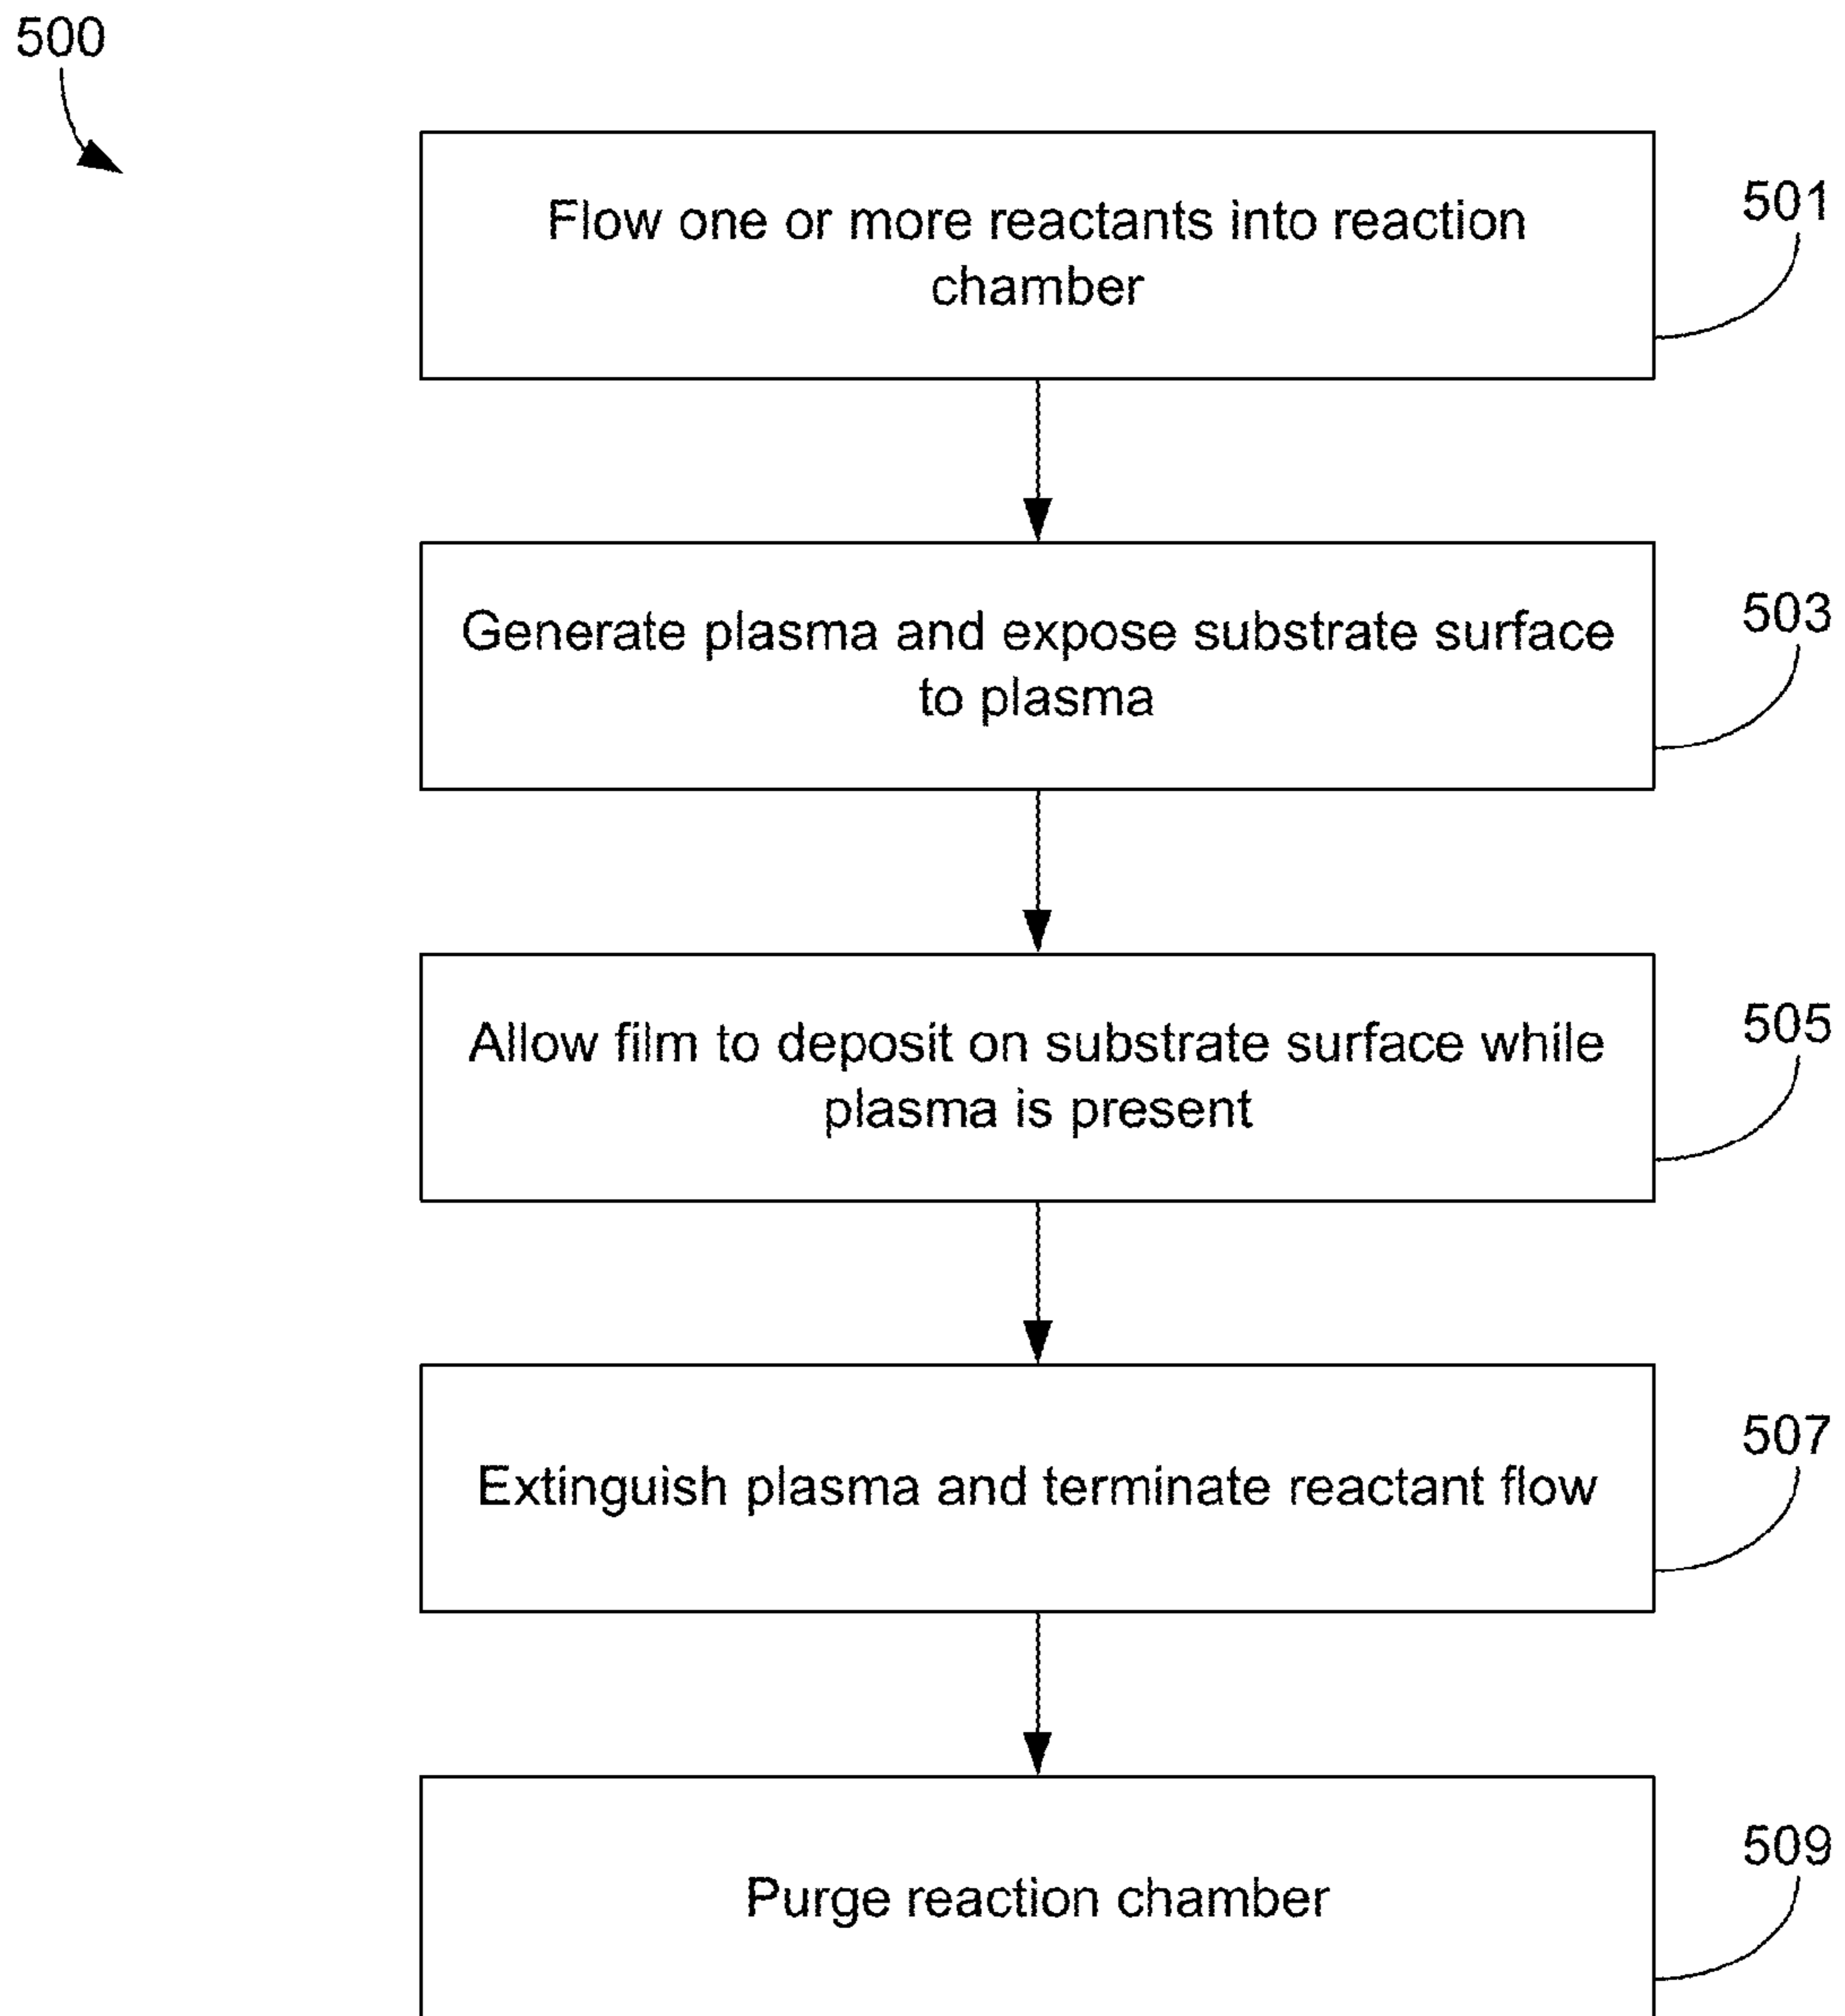 500
Flow one or more reactants into reaction
chamber
501
Generate plasma and expose substrate surface
to plasma
503
Allow film to deposit on substrate surface while
plasma is present
505
Extinguish plasma and terminate reactant flow
507
Purge reaction chamber
509